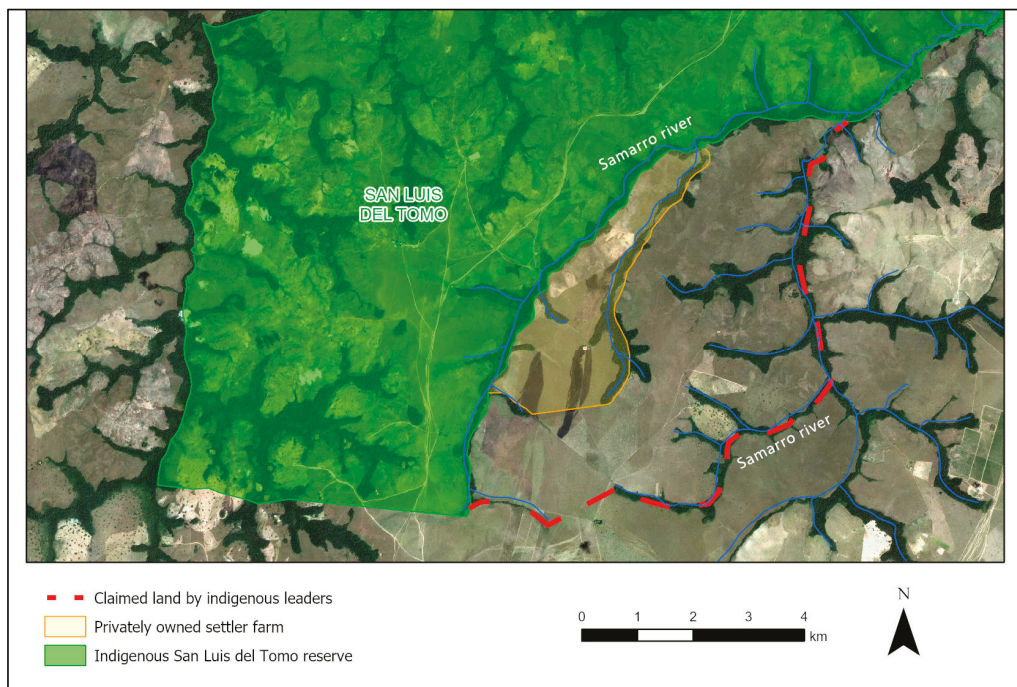 Samarro river
SAN LUIS
DEL TOMO
Samarro river
Claimed land by indigenous leaders
Privately owned settler farm
Indigenous San Luis del Tomo reserve
0 1 2 3 4
km
N